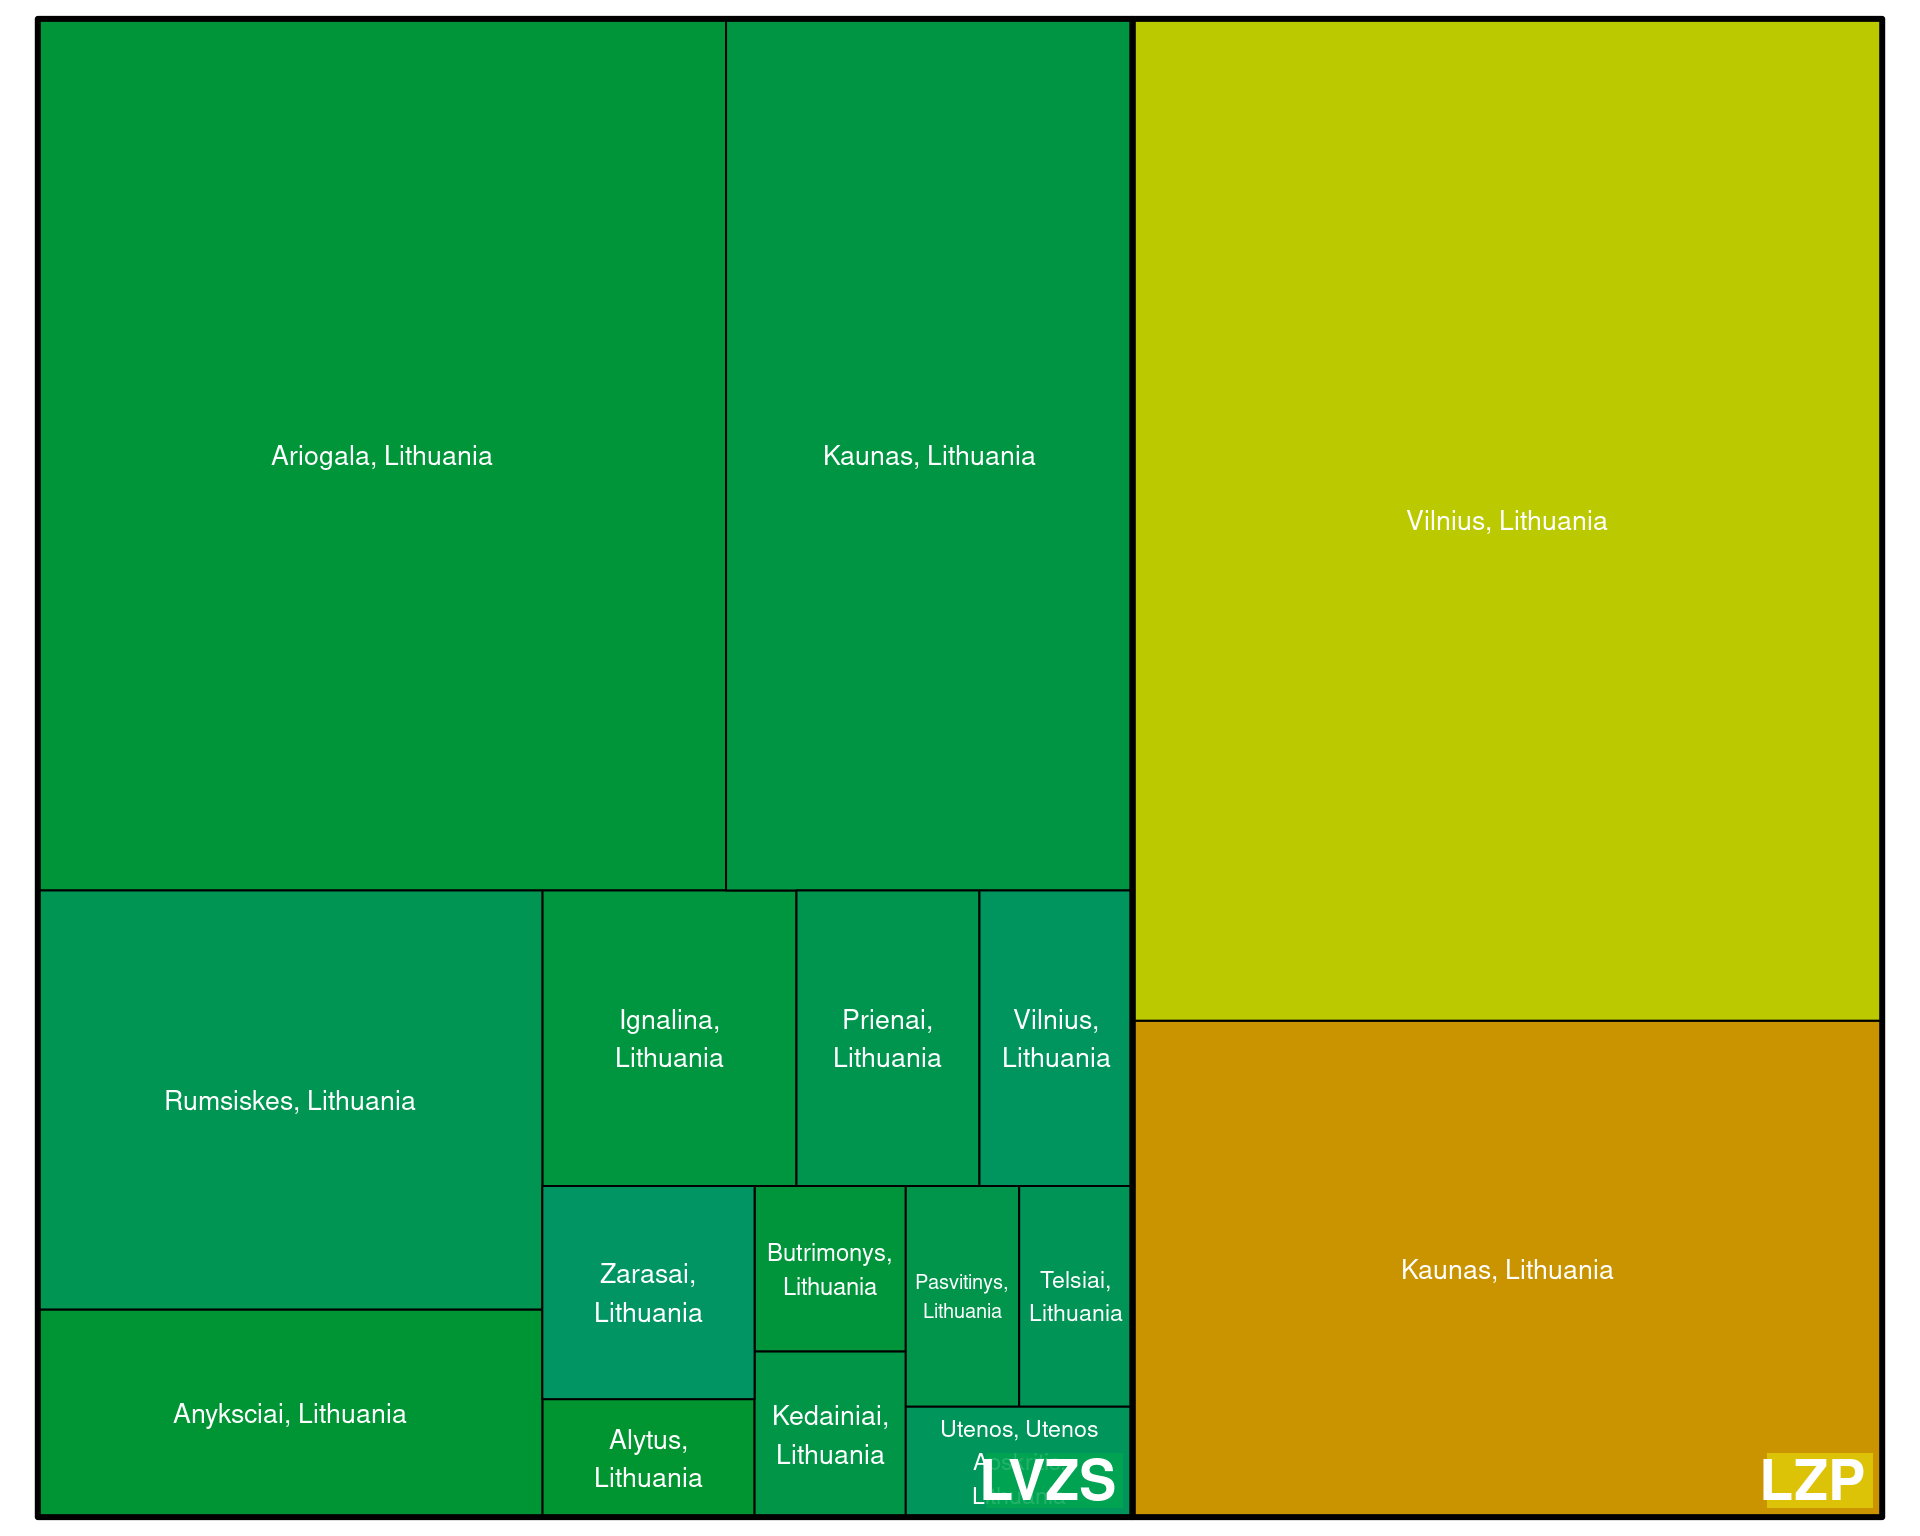 Ariogala, Lithuania
Kaunas, Lithuania
Vilnius, Lithuania
Rumsiskes, Lithuania
Ignalina,
Lithuania
Prienai,
Lithuania
Vilnius,
Lithuania
Zarasai,
Lithuania
Butrimonys,
Lithuania
Pasvitinys,
Lithuania
Telsiai,
Lithuania
Kaunas, Lithuania
Anyksciai, Lithuania
Alytus,
Lithuania
Kedainiai,
Lithuania
Utenos, Utenos
Lithuania
LVZS
LZP